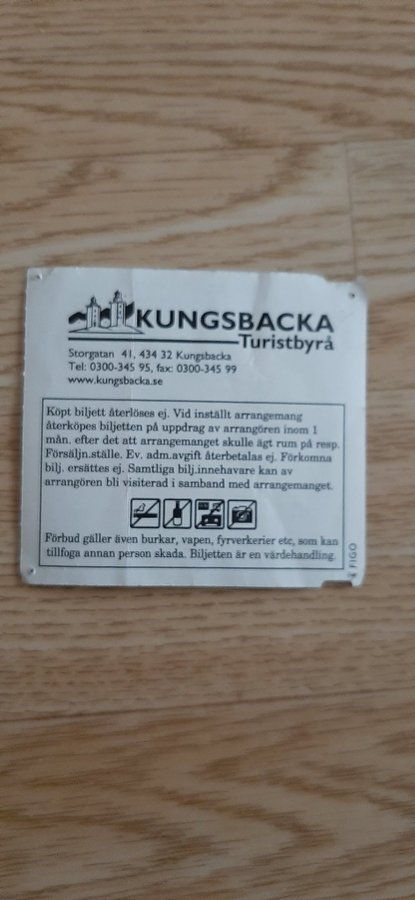 KUNGSBACKA
Turistbyrå
Storgatan 41, 434 32 Kungsbacka
Tel: 0300-345 95, fax: 0300-345 99
www.kungsbacka.se
Köpt biljett återlöses ej. Vid inställt arrangemang
återköpes biljetten på uppdrag av arrangören inom 1
mån. efter det att arrangemanget skulle ägt rum på resp.
Försäljn.ställe. Ev. adm.avgift återbetalas ej. Förkomna
bilj. ersättes ej. Samtliga bilj.innehavare kan av
arrangören bli visiterad i samband med arrangemanget.
Förbud gäller även burkar, vapen, fyrverkerier etc, som kan
tillfoga annan person skada. Biljetten är en värdehandling
FIGO